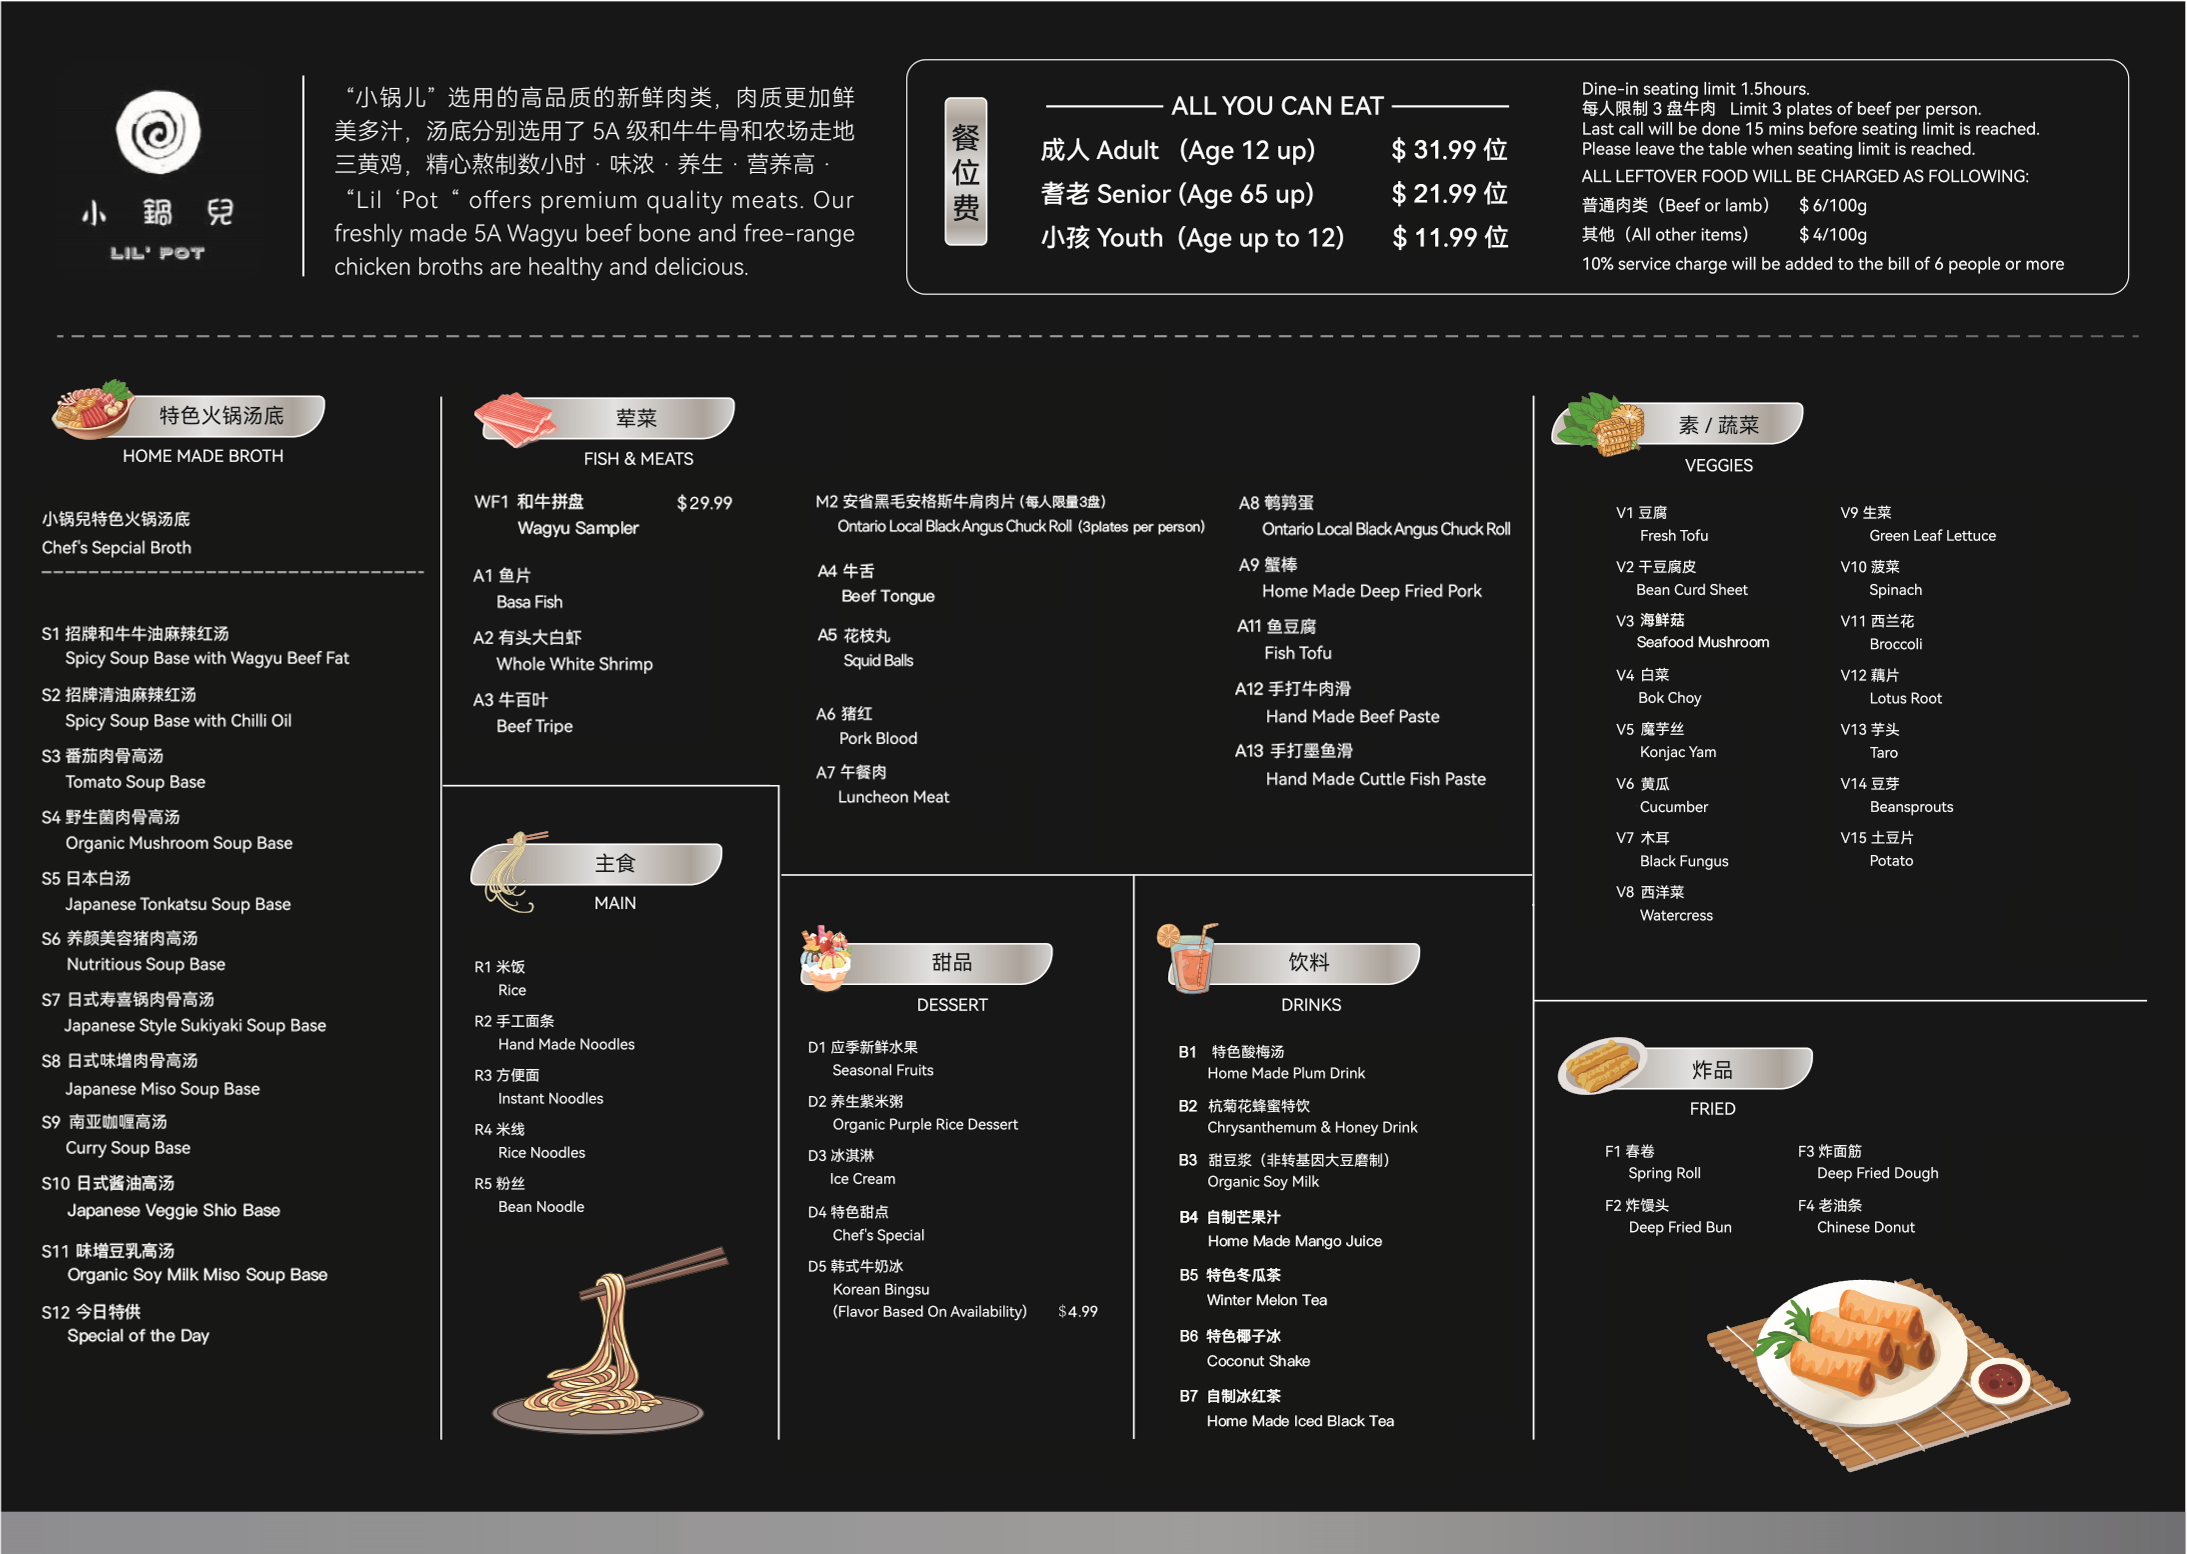 小鍋兒
LIL' POT
“小锅儿”选用的高品质的新鲜肉类，肉质更加鲜
美多汁，汤底分别选用了 5A 级和牛牛骨和农场走地
三黄鸡，精心熬制数小时 · 味浓 · 养生 · 营养高 ·
“Lil ‘Pot “ offers premium quality meats. Our
freshly made 5A Wagyu beef bone and free-range
chicken broths are healthy and delicious.
餐位费
ALL YOU CAN EAT
成人 Adult (Age 12 up) $ 31.99 位
耆老 Senior (Age 65 up) $ 21.99 位
小孩 Youth (Age up to 12) $ 11.99 位
Dine-in seating limit 1.5hours.
每人限制 3 盘牛肉 Limit 3 plates of beef per person.
Last call will be done 15 mins before seating limit is reached.
Please leave the table when seating limit is reached.
ALL LEFTOVER FOOD WILL BE CHARGED AS FOLLOWING:
普通肉类（Beef or lamb） $ 6/100g
其他（All other items） $ 4/100g
10% service charge will be added to the bill of 6 people or more
特色火锅汤底
HOME MADE BROTH
小锅兒特色火锅汤底
Chef's Sepcial Broth
S1 招牌和牛牛油麻辣红汤
Spicy Soup Base with Wagyu Beef Fat
S2 招牌清油麻辣红汤
Spicy Soup Base with Chilli Oil
S3 番茄肉骨高汤
Tomato Soup Base
S4 野生菌肉骨高汤
Organic Mushroom Soup Base
S5 日本白汤
Japanese Tonkatsu Soup Base
S6 养颜美容猪肉高汤
Nutritious Soup Base
S7 日式寿喜锅肉骨高汤
Japanese Style Sukiyaki Soup Base
S8 日式味增肉骨高汤
Japanese Miso Soup Base
S9 南亚咖喱高汤
Curry Soup Base
S10 日式酱油高汤
Japanese Veggie Shio Base
S11 味增豆乳高汤
Organic Soy Milk Miso Soup Base
S12 今日特供
Special of the Day
荤菜
FISH & MEATS
WF1 和牛拼盘 $29.99
Wagyu Sampler
A1 鱼片
Basa Fish
A2 有头大白虾
Whole White Shrimp
A3 牛百叶
Beef Tripe
M2 安省黑毛安格斯牛肩肉片 (每人限量3盘)
Ontario Local Black Angus Chuck Roll (3plates per person)
A4 牛舌
Beef Tongue
A5 花枝丸
Squid Balls
A6 猪红
Pork Blood
A7 午餐肉
Luncheon Meat
A8 鹌鹑蛋
Ontario Local Black Angus Chuck Roll
A9 蟹棒
Home Made Deep Fried Pork
A11 鱼豆腐
Fish Tofu
A12 手打牛肉滑
Hand Made Beef Paste
A13 手打墨鱼滑
Hand Made Cuttle Fish Paste
主食
MAIN
R1 米饭
Rice
R2 手工面条
Hand Made Noodles
R3 方便面
Instant Noodles
R4 米线
Rice Noodles
R5 粉丝
Bean Noodle
甜品
DESSERT
D1 应季新鲜水果
Seasonal Fruits
D2 养生紫米粥
Organic Purple Rice Dessert
D3 冰淇淋
Ice Cream
D4 特色甜点
Chef's Special
D5 韩式牛奶冰
Korean Bingsu
(Flavor Based On Availability) $4.99
饮料
DRINKS
B1 特色酸梅汤
Home Made Plum Drink
B2 杭菊花蜂蜜特饮
Chrysanthemum & Honey Drink
B3 甜豆浆（非转基因大豆磨制）
Organic Soy Milk
B4 自制芒果汁
Home Made Mango Juice
B5 特色冬瓜茶
Winter Melon Tea
B6 特色椰子冰
Coconut Shake
B7 自制冰红茶
Home Made Iced Black Tea
素 / 蔬菜
VEGGIES
V1 豆腐
Fresh Tofu
V2 干豆腐皮
Bean Curd Sheet
V3 海鲜菇
Seafood Mushroom
V4 白菜
Bok Choy
V5 魔芋丝
Konjac Yam
V6 黄瓜
Cucumber
V7 木耳
Black Fungus
V8 西洋菜
Watercress
V9 生菜
Green Leaf Lettuce
V10 菠菜
Spinach
V11 西兰花
Broccoli
V12 藕片
Lotus Root
V13 芋头
Taro
V14 豆芽
Beansprouts
V15 土豆片
Potato
炸品
FRIED
F1 春卷
Spring Roll
F2 炸馒头
Deep Fried Bun
F3 炸面筋
Deep Fried Dough
F4 老油条
Chinese Donut